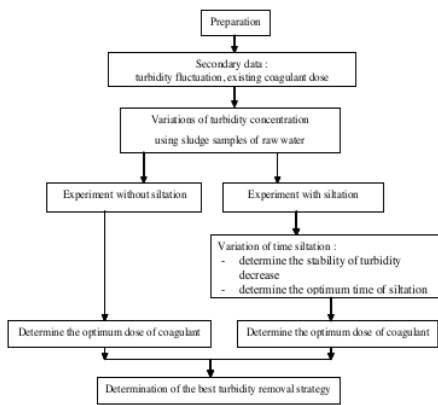 Preparation
Secondary data :
turbidity fluctuation, existing coagulant dose
Variations of turbidity concentration
using sludge samples of raw water
Experiment without siltation
Experiment with siltation
Variation of time siltation :
- determine the stability of turbidity
decrease
- determine the optimum time of siltation
Determine the optimum dose of coagulant
Determine the optimum dose of coagulant
Determination of the best turbidity removal strategy